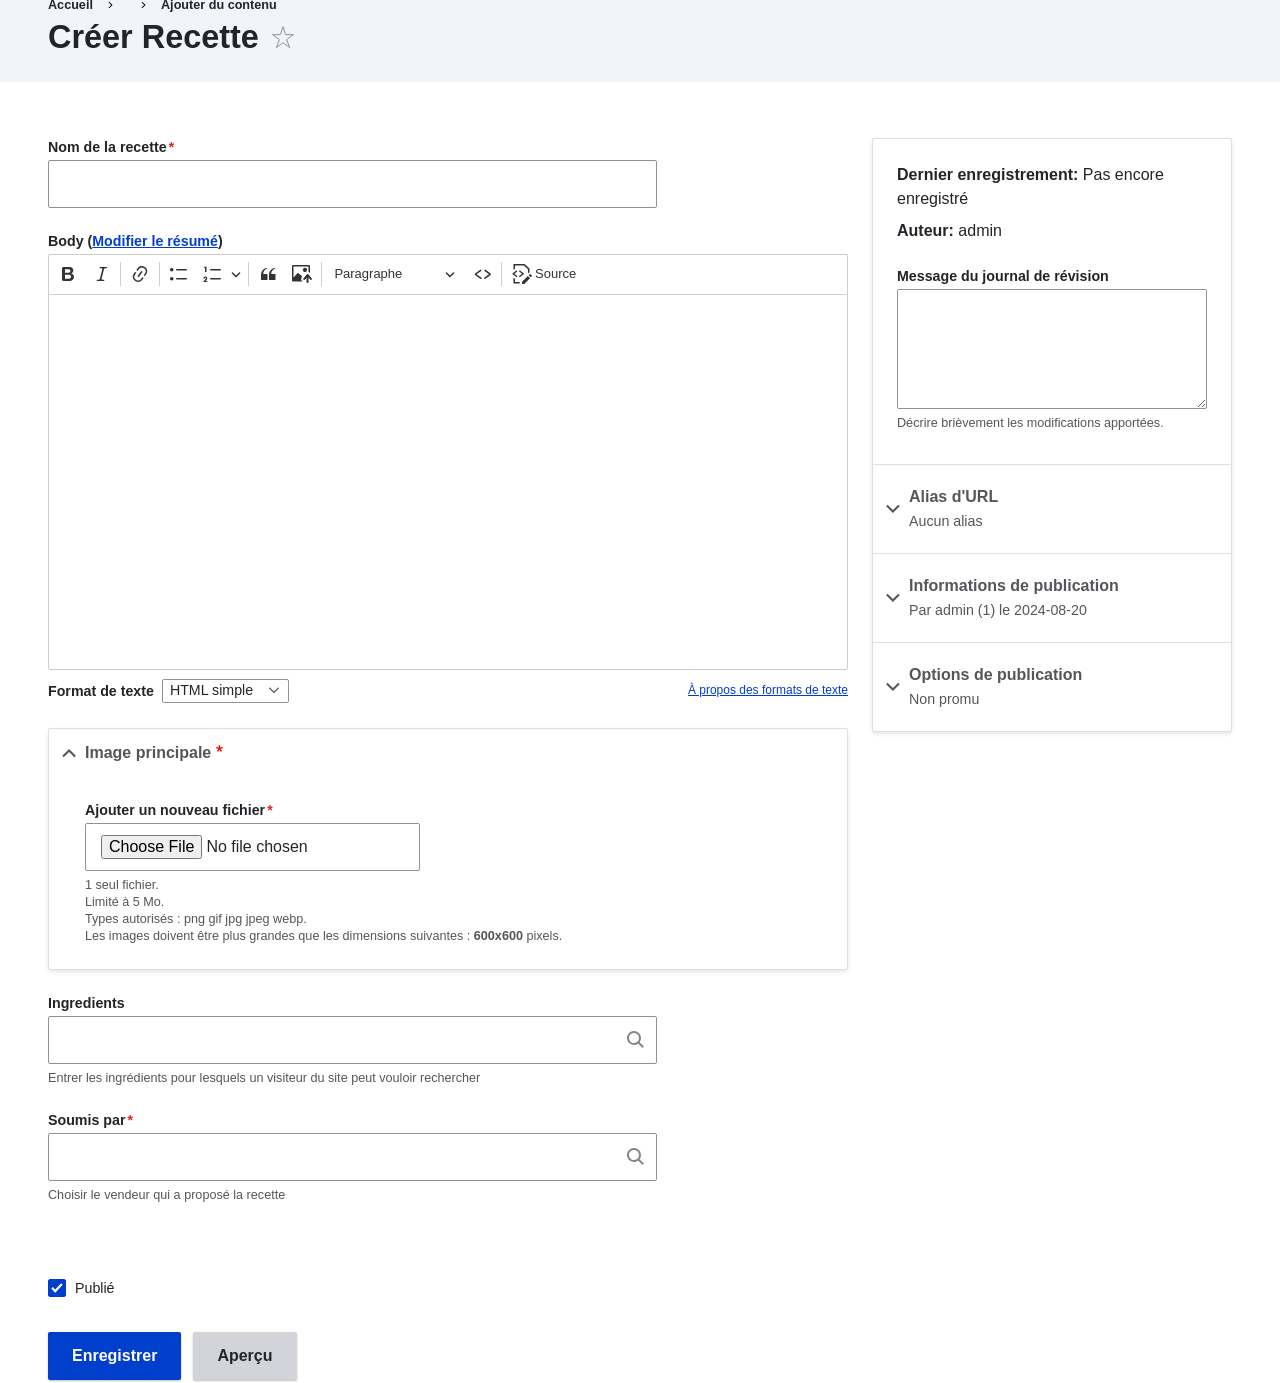 Accueil > > Ajouter du contenu
Créer Recette ☆
Nom de la recette*
Body (Modifier le résumé)
Paragraphe
Source
Format de texte HTML simple
À propos des formats de texte
Image principale *
Ajouter un nouveau fichier*
Choose File No file chosen
1 seul fichier.
Limité à 5 Mo.
Types autorisés : png gif jpg jpeg webp.
Les images doivent être plus grandes que les dimensions suivantes : 600x600 pixels.
Ingredients
Entrer les ingrédients pour lesquels un visiteur du site peut vouloir rechercher
Soumis par*
Choisir le vendeur qui a proposé la recette
Publié
Enregistrer Aperçu
Dernier enregistrement: Pas encore
enregistré
Auteur: admin
Message du journal de révision
Décrire brièvement les modifications apportées.
Alias d'URL
Aucun alias
Informations de publication
Par admin (1) le 2024-08-20
Options de publication
Non promu